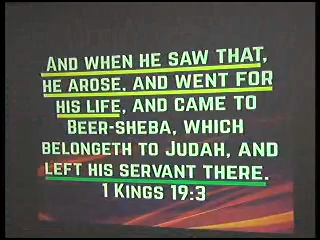 And when he saw that,
he arose, and went for
his life, and came to
Beer-sheba, which
belongeth to Judah, and
left his servant there.
1 Kings 19:3